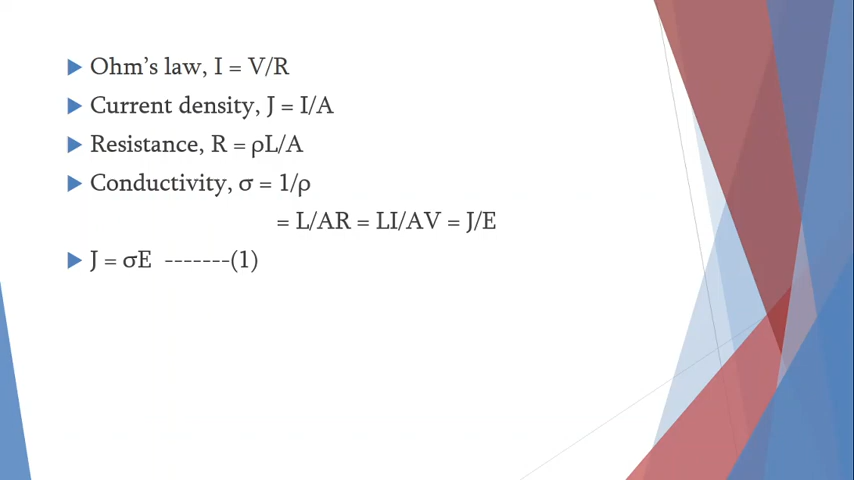 Ohm's law, I = V/R
Current density, J = I/A
Resistance, R = ρL/A
Conductivity, σ = 1/ρ
= L/AR = LI/AV = J/E
J = σE -------(1)